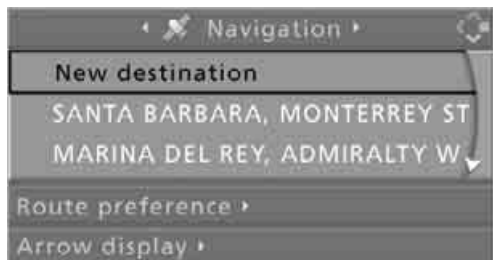 Navigation
New destination
SANTA BARBARA, MONTERREY ST
MARINA DEL REY, ADMIRALTY W
Route preference
Arrow display